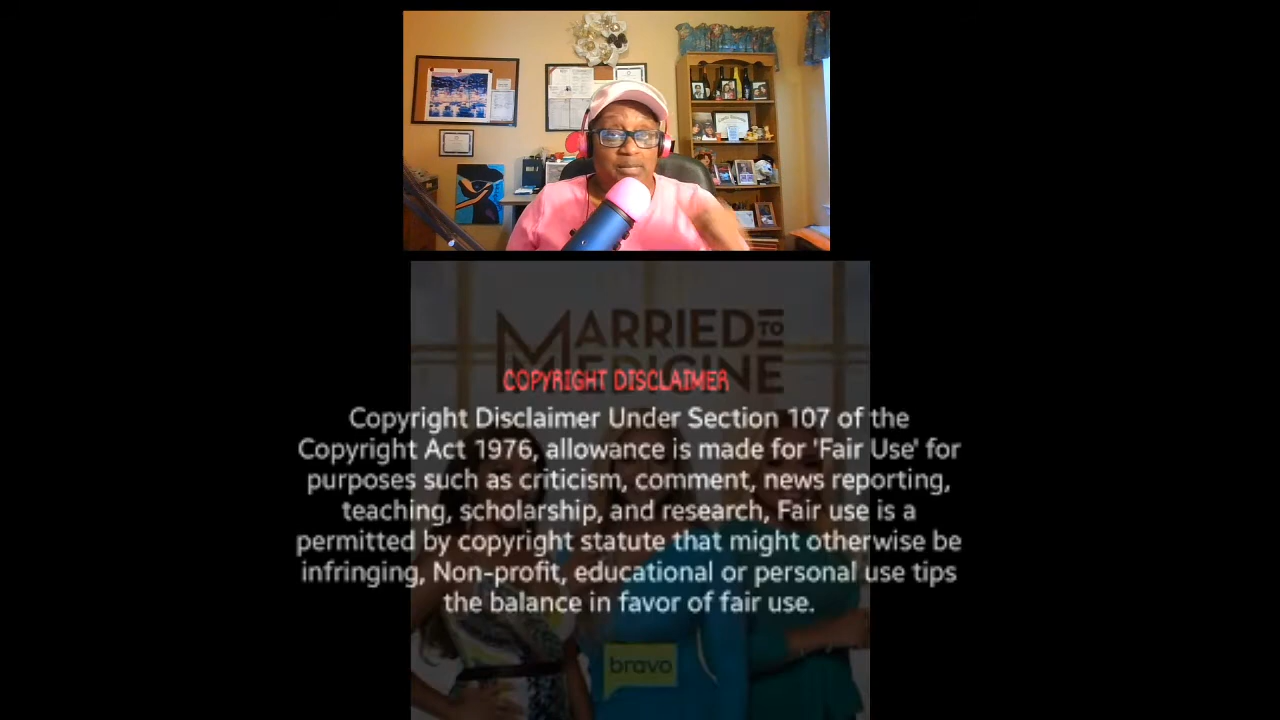 MARRIED TO
MEDICINE
COPYRIGHT DISCLAIMER
Copyright Disclaimer Under Section 107 of the
Copyright Act 1976, allowance is made for 'Fair Use' for
purposes such as criticism, comment, news reporting,
teaching, scholarship, and research, Fair use is a
permitted by copyright statute that might otherwise be
infringing, Non-profit, educational or personal use tips
the balance in favor of fair use.
bravo